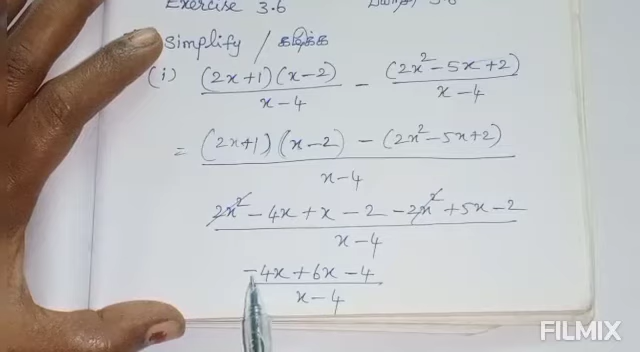 Exercise 3.6
Simplify /
(i) (2x+1)(x-2)/x-4 - (2x²-5x+2)/x-4
= (2x+1)(x-2) - (2x²-5x+2)/x-4
2x² - 4x + x - 2 - 2x² + 5x - 2/x-4
-4x + 6x - 4/x-4
FILMIX